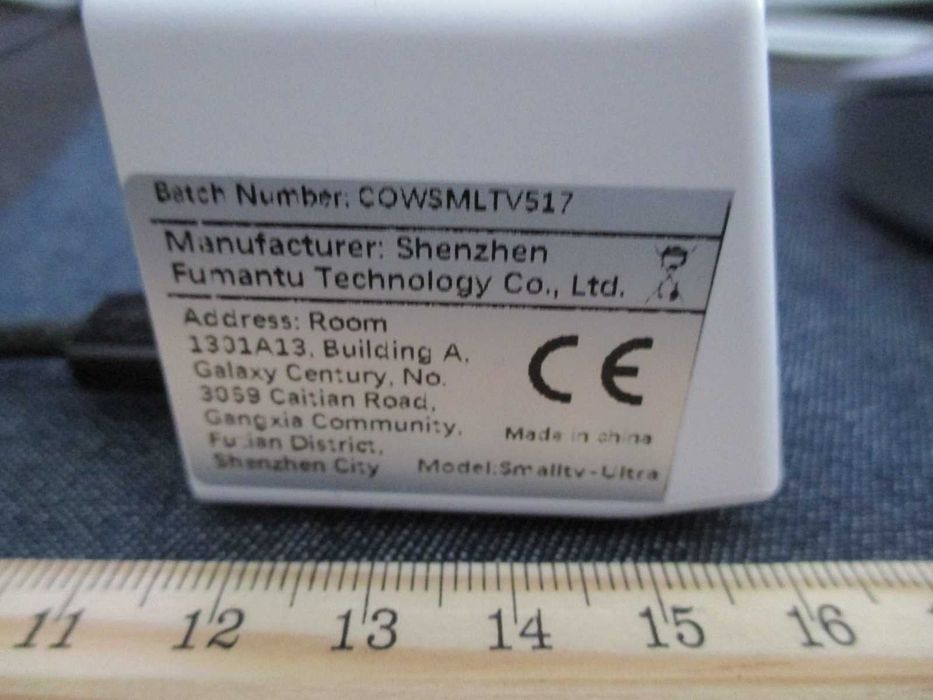 Batch Number: COWSMLTV517
Manufacturer: Shenzhen
Fumantu Technology Co., Ltd.
Address: Room
1301A13, Building A,
Galaxy Century, No.
3069 Caitian Road,
Gangxia Community,
Futian District,
Shenzhen City
CE
Made in china
Model:Smalltv-Ultra
11 12 13 14 15 16